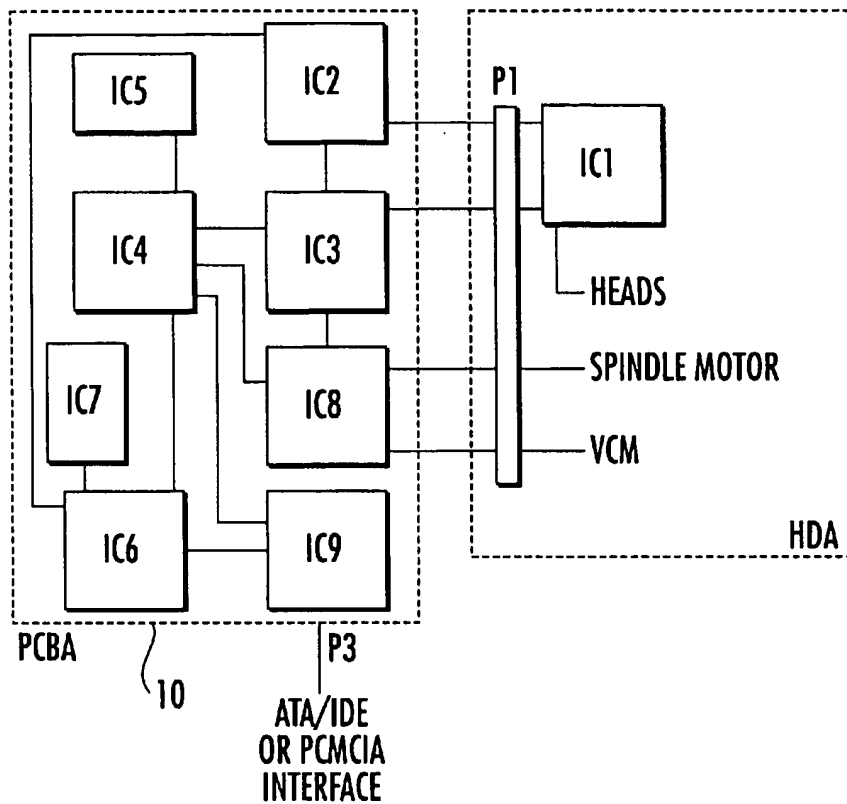 IC5
IC2
P1
IC1
IC4
IC3
HEADS
IC7
IC8
SPINDLE MOTOR
VCM
IC6
IC9
HDA
PCBA
P3
10
ATA/IDE
OR PCMCIA
INTERFACE